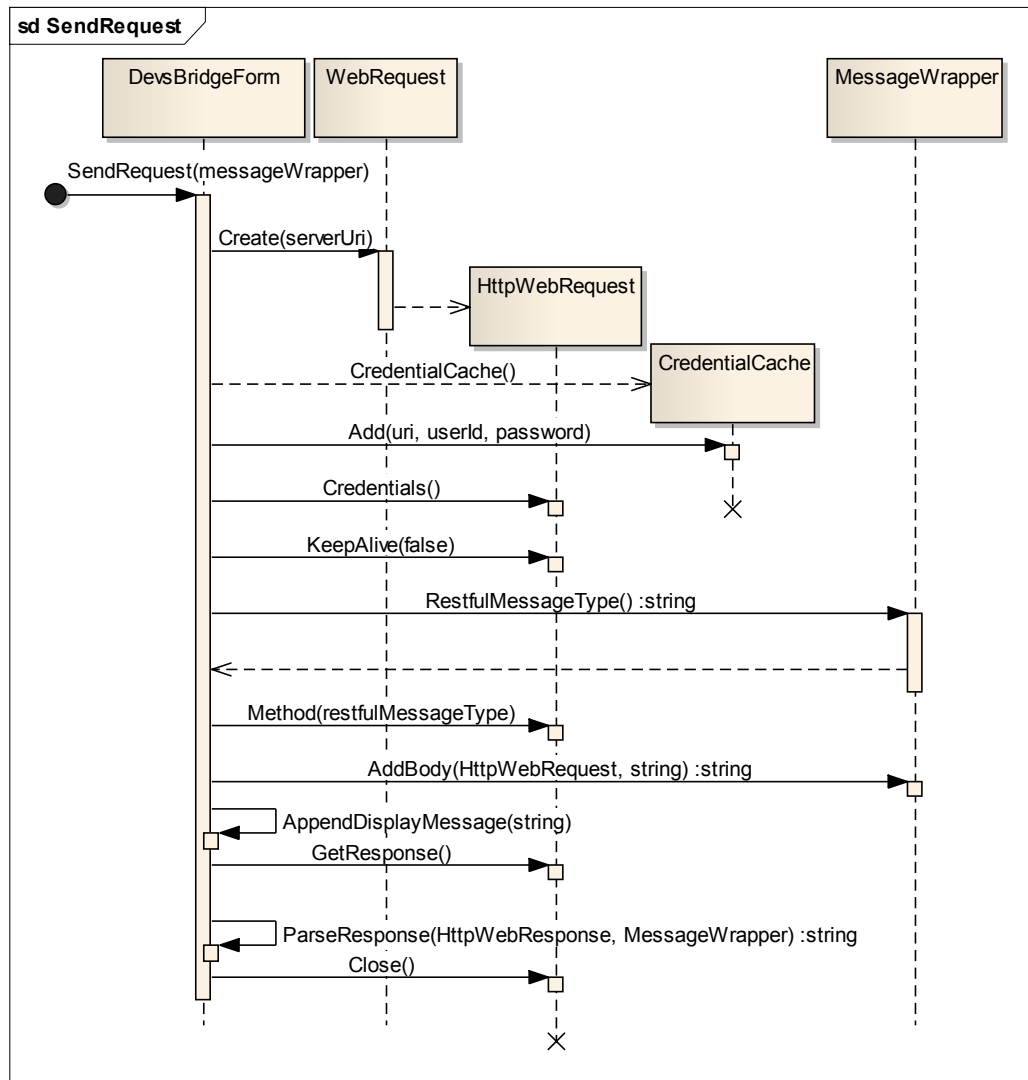 sd SendRequest
DevsBridgeForm
WebRequest
MessageWrapper
SendRequest(messageWrapper)
Create(serverUri)
HttpWebRequest
CredentialCache()
CredentialCache
Add(uri, userId, password)
Credentials()
KeepAlive(false)
RestfulMessageType() :string
Method(restfulMessageType)
AddBody(HttpWebRequest, string) :string
AppendDisplayMessage(string)
GetResponse()
ParseResponse(HttpWebResponse, MessageWrapper) :string
Close()